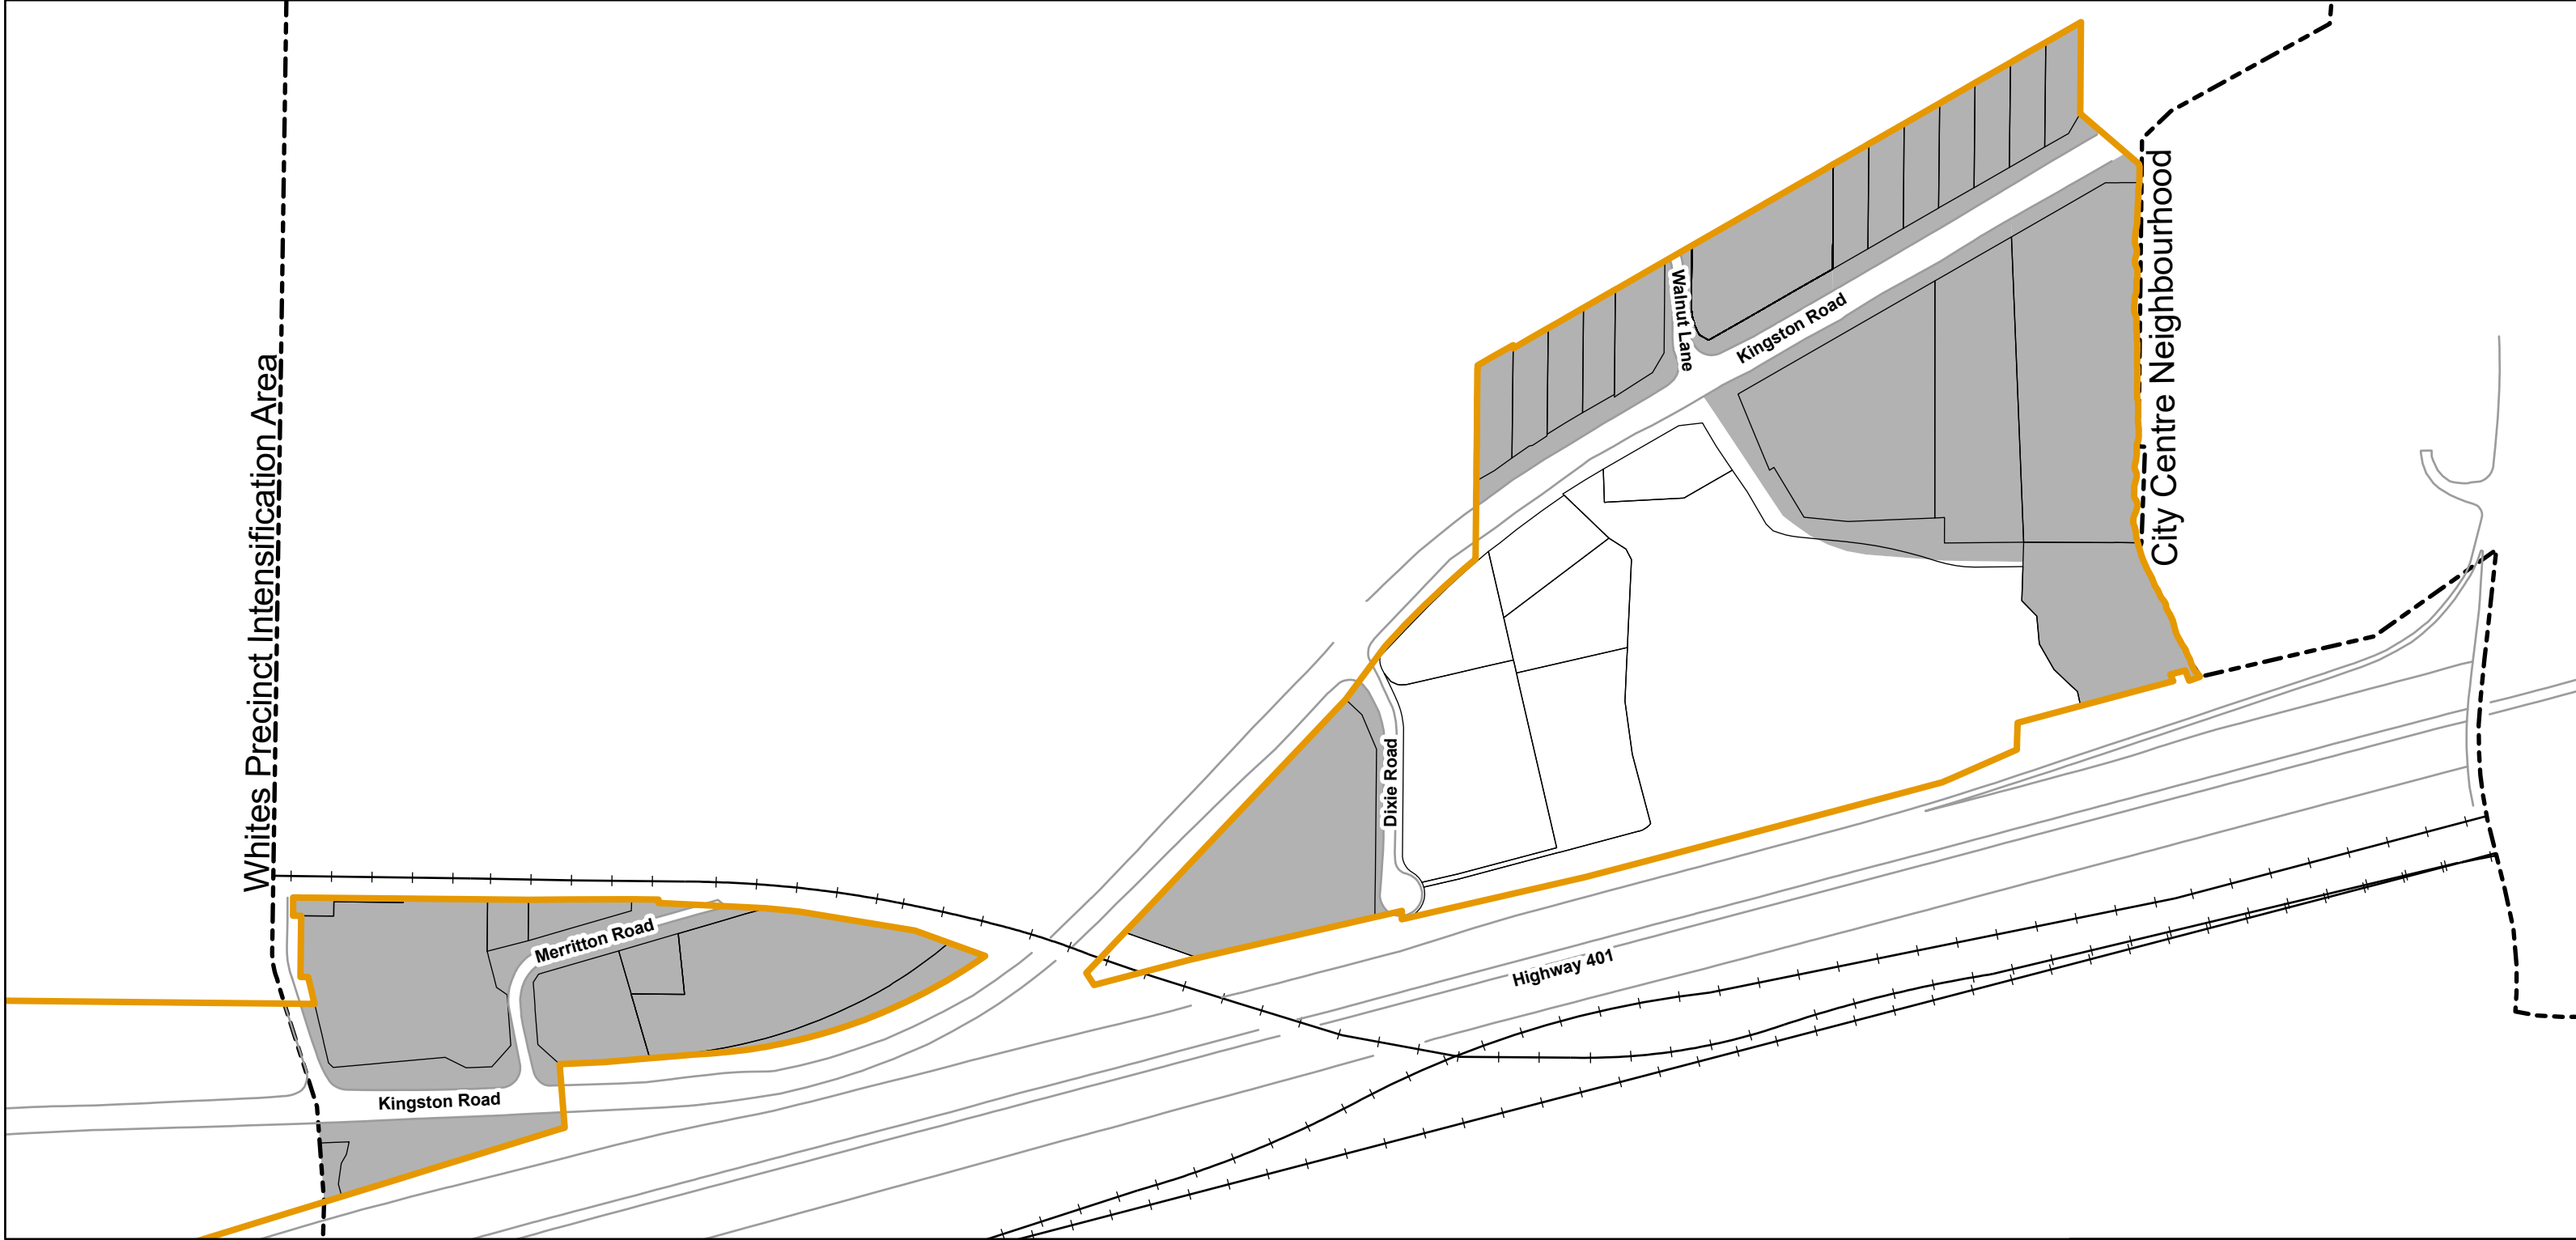 Whites Precinct Intensification Area
City Centre Neighbourhood
Walnut Lane
Kingston Road
Dixie Road
Merritton Road
Highway 401
Kingston Road